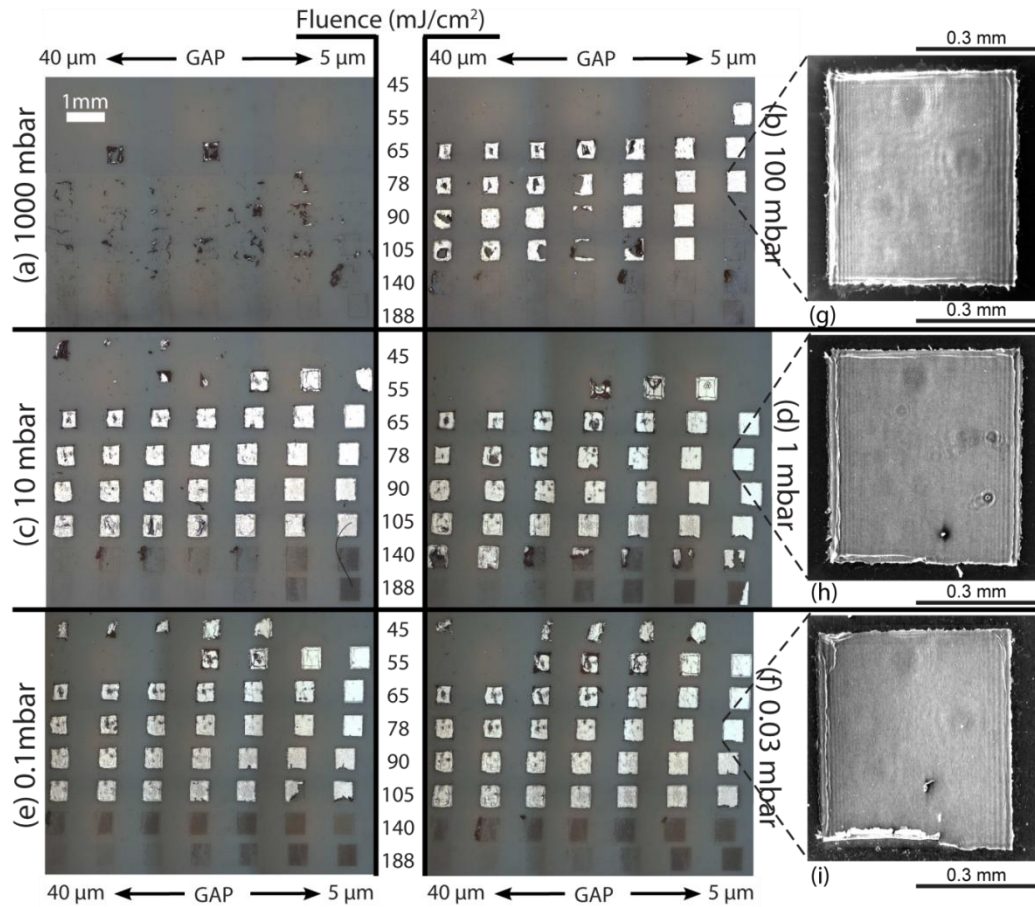 Fluence (mJ/cm²)
40 µm GAP 5 µm
40 µm GAP 5 µm
0.3 mm
1mm
(a) 1000 mbar
45
55
65
78
90
105
140
188
(b) 100 mbar
(g)
0.3 mm
(c) 10 mbar
45
55
65
78
90
105
140
188
(d) 1 mbar
(h)
0.3 mm
(e) 0.1mbar
45
55
65
78
90
105
140
188
(f) 0.03 mbar
(i)
0.3 mm
40 µm GAP 5 µm
40 µm GAP 5 µm